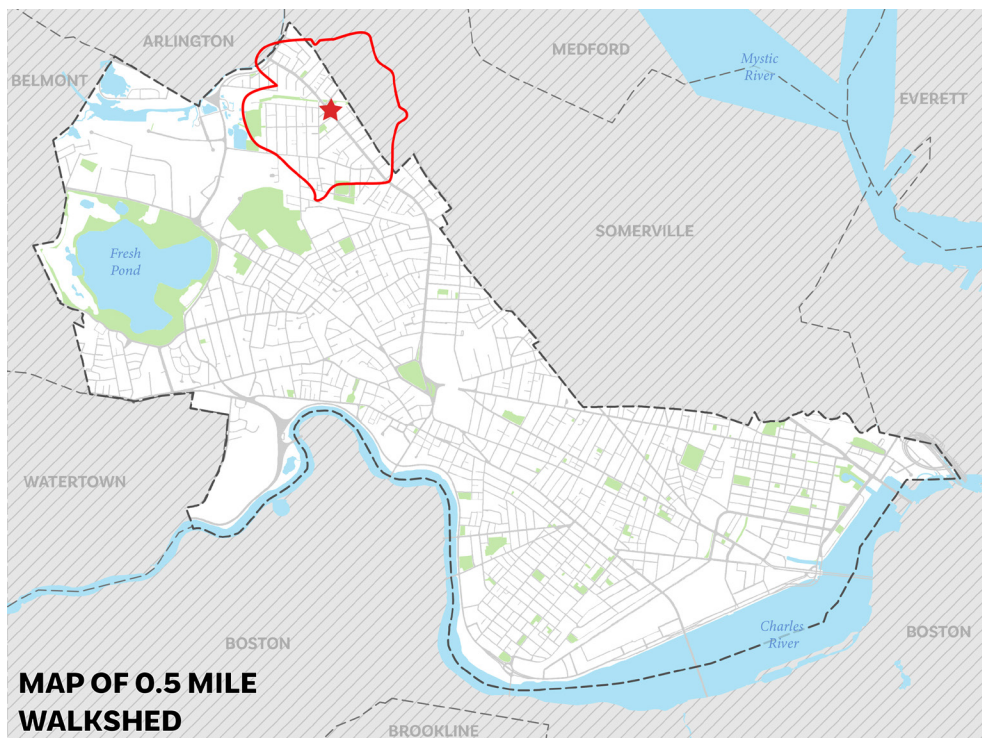 ARLINGTON
MEDFORD
BELMONT
Mystic
River
EVERETT
SOMERVILLE
Fresh
Pond
WATERTOWN
BOSTON
Charles
River
BOSTON
MAP OF 0.5 MILE
WALKSHED
BROOKLINE